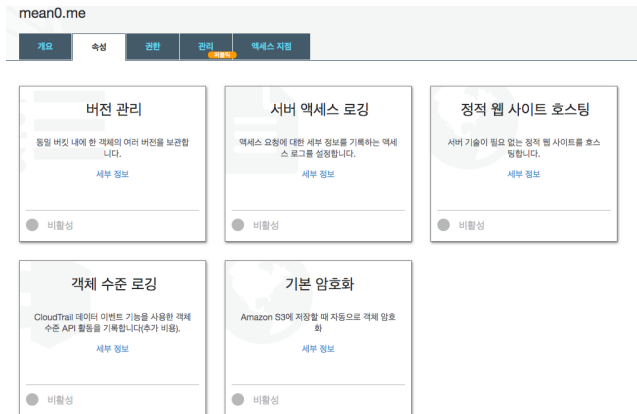 mean0.me
개요 속성 권한 관리 액세스 지점
퍼블릭
버전 관리 서버 액세스 로깅 정적 웹 사이트 호스팅
동일 버킷 내에 한 객체의 여러 버전을 보관합
니다.
세부 정보
액세스 요청에 대한 세부 정보를 기록하는 액세
스 로그를 설정합니다.
세부 정보
서버 기술이 필요 없는 정적 웹 사이트를 호스
팅합니다.
세부 정보
비활성 비활성 비활성
객체 수준 로깅 기본 암호화
CloudTrail 데이터 이벤트 기능을 사용한 객체
수준 API 활동을 기록합니다(추가 비용).
세부 정보
Amazon S3에 저장할 때 자동으로 객체 암호
화
세부 정보
비활성 비활성